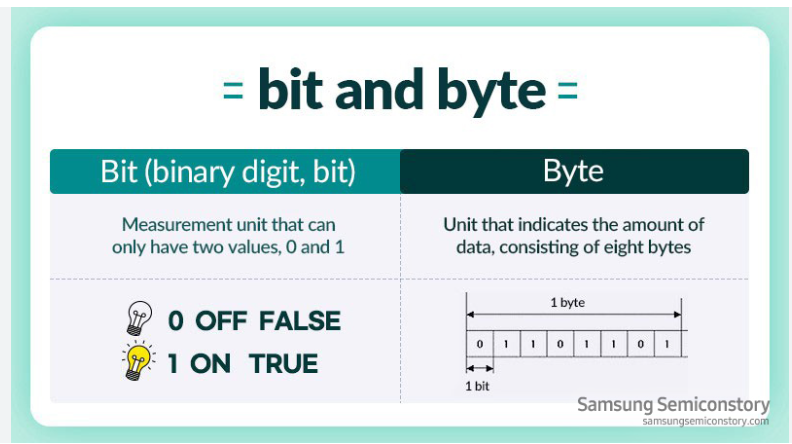 = bit and byte =
Bit (binary digit, bit)
Byte
Measurement unit that can
only have two values, 0 and 1
Unit that indicates the amount of
data, consisting of eight bytes
0 OFF FALSE
1 ON TRUE
1 byte
0 1 1 0 1 1 0 1
1 bit
Samsung Semiconstory
samsungsemiconstory.com